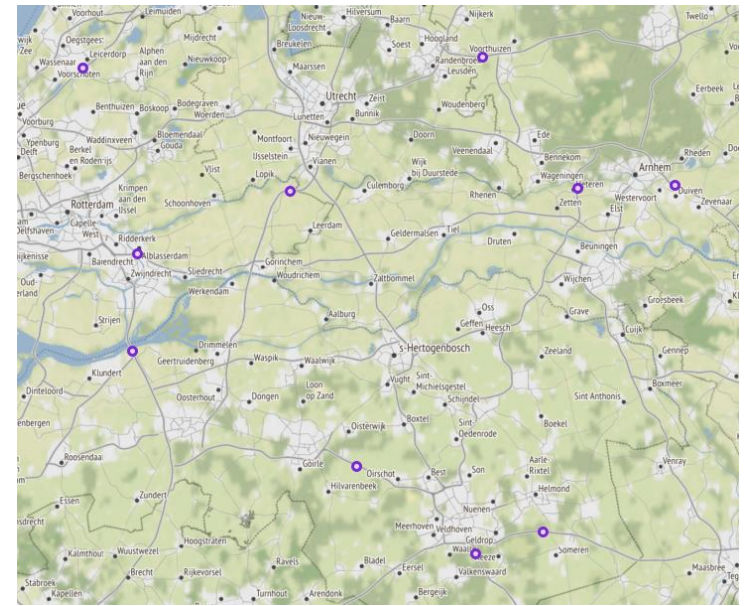 Voorhout
Leimuiden
Nieuw-
Loosdrecht
Hilversum
Baarn
Nijkerk
Twello
Oegstgeest
Leiderdorp
Mijdrecht
Breukelen
Soest
Hoogland
Voorthuizen
Wassenaar
Voorschoten
Alphen
aan den
Rijn
Nieuwkoop
Maarssen
Randenbroek
Leusden
Eerbeek
Benthuizen
Boskoop
Bodegraven
Woerden
Utrecht
Zeist
Woudenberg
Voorburg
Ypenburg
Delft
Waddinxveen
Bloemendaal
Gouda
Lunetten
Bunnik
Nieuwegein
Montfoort
IJsselstein
Doorn
Veenendaal
Ede
Bennekom
Arnhem
Rheden
Berkel
en Rodenrijs
Bergschenhoek
Vlist
Lopik
Vianen
Wijk
bij Duurstede
Culemborg
Rhenen
Wageningen
Heteren
Zetten
Elst
Westervoort
Duiven
Zevenaar
Krimpen
aan den
IJssel
Schoonhoven
Rotterdam
Capelle
West
Ridderkerk
Alblasserdam
Barendrecht
Zwijndrecht
Sliedrecht
Leerdam
Geldermalsen
Tiel
Druten
Beuningen
Gorinchem
Woudrichem
Werkendam
Zaltbommel
Wijchen
Groesbeek
Oud-
Strijen
Aalburg
Oss
Geffen
Heesch
Grave
Cuijk
Drimmelen
Geertruidenberg
Waspik
Waalwijk
's-Hertogenbosch
Zeeland
Gennep
Klundert
Dinteloord
Oosterhout
Dongen
Loon
op Zand
Vught
Sint-
Michielsgestel
Schijndel
Sint Anthonis
Boxmeer
Boxtel
Sint-
Oedenrode
Boekel
Oisterwijk
Roosendaal
Goirle
Hilvarenbeek
Oirschot
Best
Son
Aarle-
Rixtel
Helmond
Venray
Essen
Zundert
Nuenen
Meerhoven
Veldhoven
Geldrop
Someren
Kalmthout
Wuustwezel
Hoogstraten
Ravels
Bladel
Eersel
Valkenswaard
Maasbree
Stabroek
Kapellen
Brecht
Rijkevorsel
Turnhout
Arendonk
Bergeijk